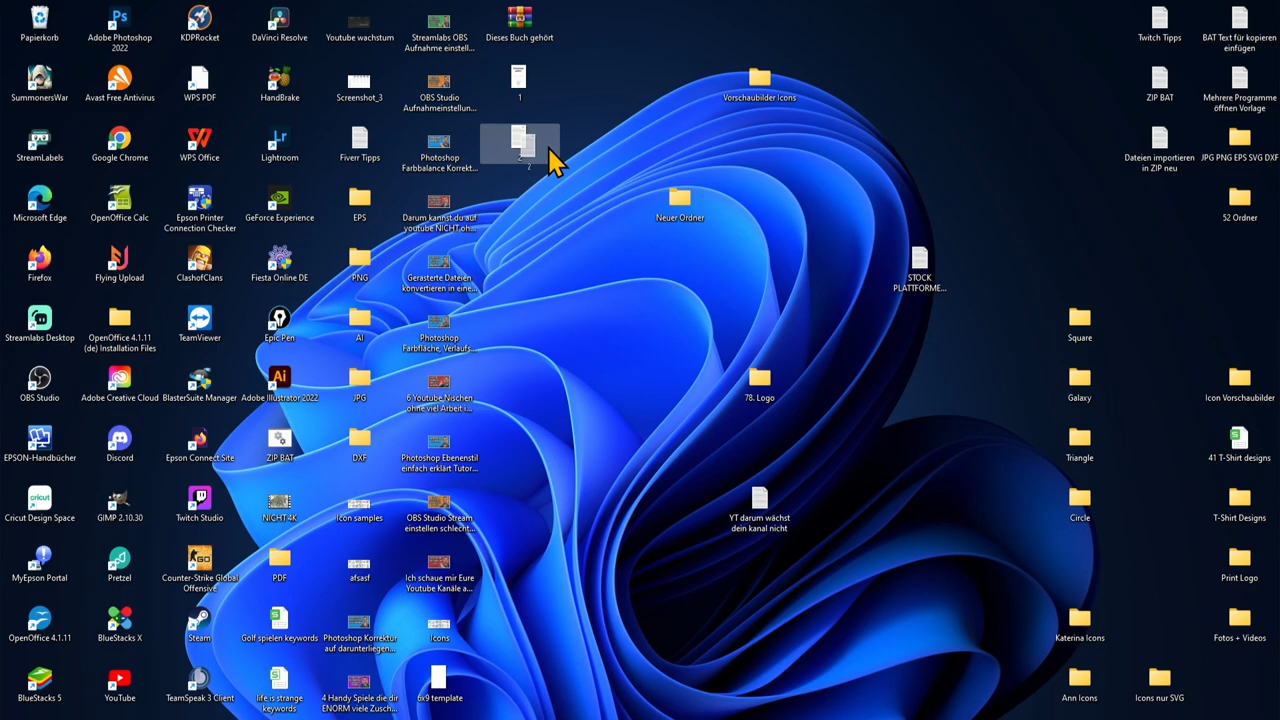 Papierkorb
Adobe Photoshop
2022
KDPRocket
DaVinci Resolve
Youtube wachstum
Streamlabs OBS
Aufnahme einstell...
Dieses Buch gehört
Twitch Tipps
BAT Text für kopieren
einfügen
SummonersWar
Avast Free Antivirus
WPS PDF
HandBrake
Screenshot_3
OBS Studio
Aufnahmeinstellun...
1
Vorschaubilder Icons
ZIP BAT
Mehrere Programme
öffnen Vorlage
StreamLabels
Google Chrome
WPS Office
Lightroom
Fiverr Tipps
Photoshop
Farbbalance Korrekt...
2
2
Dateien importieren
in ZIP neu
JPG PNG EPS SVG DXF
Microsoft Edge
OpenOffice Calc
Epson Printer
Connection Checker
GeForce Experience
EPS
Darum kannst du auf
youtube NICHT oh...
Neuer Ordner
52 Ordner
Firefox
Flying Upload
ClashofClans
Fiesta Online DE
PNG
Gerasterte Dateien
konvertieren in eine...
STOCK
PLATTFORME...
Streamlabs Desktop
OpenOffice 4.1.11
(de) Installation Files
TeamViewer
Epic Pen
AI
Photoshop
Farbfläche, Verlaufs...
Square
OBS Studio
Adobe Creative Cloud
BlasterSuite Manager
Adobe Illustrator 2022
JPG
6 Youtube Nischen
ohne viel Arbeit i...
78. Logo
Galaxy
Icon Vorschaubilder
EPSON-Handbücher
Discord
Epson Connect Site
ZIP BAT
DXF
Photoshop Ebenenstil
einfach erklärt Tutor...
Triangle
41 T-Shirt designs
Cricut Design Space
GIMP 2.10.30
Twitch Studio
NICHT 4K
Icon samples
OBS Studio Stream
einstellen schlecht...
YT darum wächst
dein kanal nicht
Circle
T-Shirt Designs
MyEpson Portal
Pretzel
Counter-Strike Global
Offensive
PDF
afsasf
Ich schaue mir Eure
Youtube Kanäle a...
Print Logo
OpenOffice 4.1.11
BlueStacks X
Steam
Golf spielen keywords
Photoshop Korrektur
auf darunterliegen...
Icons
Katerina Icons
Fotos + Videos
BlueStacks 5
YouTube
TeamSpeak 3 Client
life is strange
keywords
4 Handy Spiele die dir
ENORM viele Zusch...
6x9 template
Ann Icons
Icons nur SVG